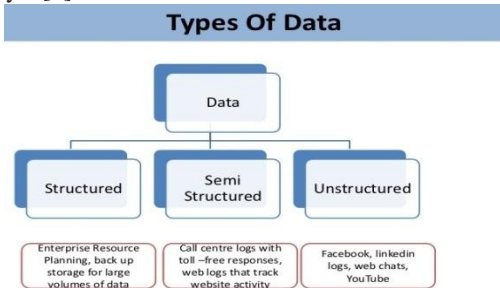 Types Of Data
Data
Structured
Semi
Structured
Unstructured
Enterprise Resource
Planning, back up
storage for large
volumes of data
Call centre logs with
toll –free responses,
web logs that track
website activity
Facebook, linkedin
logs, web chats,
YouTube